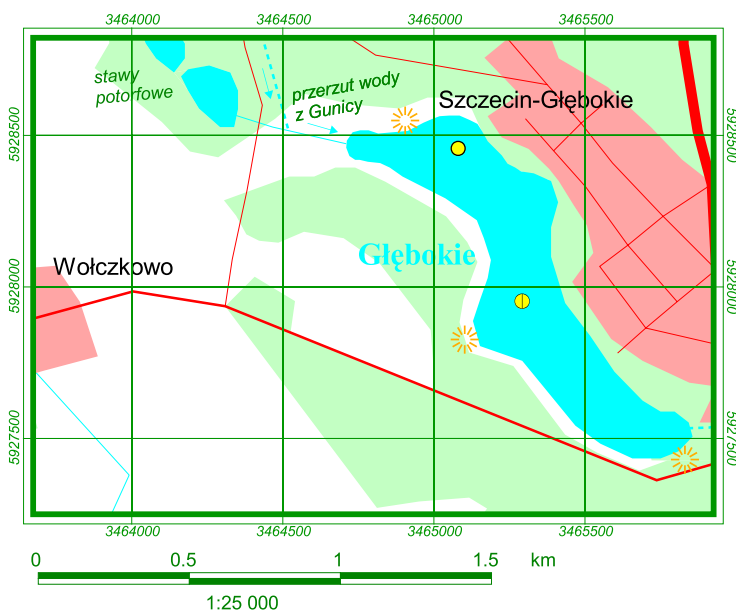 3464000 3464500 3465000 3465500
stawy
potorfowe
przerzut wody
z Gunicy
Szczecin-Głębokie
5928500 5928500
Głębokie
Wołczkowo
5928000 5928000
5927500 5927500
3464000 3464500 3465000 3465500
0 0.5 1 1.5 km
1:25 000